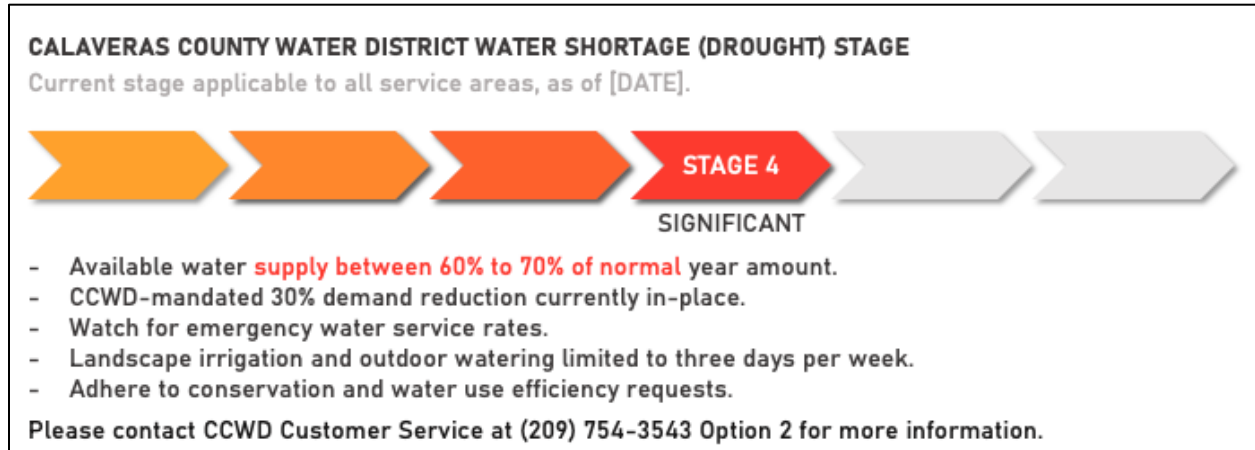 CALAVERAS COUNTY WATER DISTRICT WATER SHORTAGE (DROUGHT) STAGE
Current stage applicable to all service areas, as of [DATE].
STAGE 4
SIGNIFICANT
- Available water supply between 60% to 70% of normal year amount.
- CCWD-mandated 30% demand reduction currently in-place.
- Watch for emergency water service rates.
- Landscape irrigation and outdoor watering limited to three days per week.
- Adhere to conservation and water use efficiency requests.
Please contact CCWD Customer Service at (209) 754-3543 Option 2 for more information.